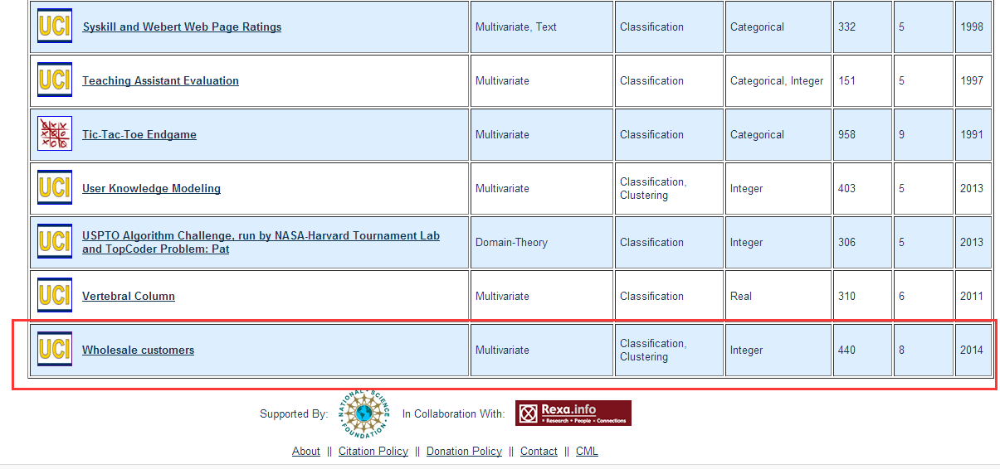 UCI Syskill and Webert Web Page Ratings Multivariate, Text Classification Categorical 332 5 1998
UCI Teaching Assistant Evaluation Multivariate Classification Categorical, Integer 151 5 1997
Tic-Tac-Toe Endgame Multivariate Classification Categorical 958 9 1991
UCI User Knowledge Modeling Multivariate Classification, Clustering Integer 403 5 2013
UCI USPTO Algorithm Challenge, run by NASA-Harvard Tournament Lab
and TopCoder Problem: Pat Domain-Theory Classification Integer 306 5 2013
UCI Vertebral Column Multivariate Classification Real 310 6 2011
UCI Wholesale customers Multivariate Classification, Clustering Integer 440 8 2014
Supported By: NATIONAL SCIENCE FOUNDATION In Collaboration With: Rexa.info
Research • People • Connections
About || Citation Policy || Donation Policy || Contact || CML